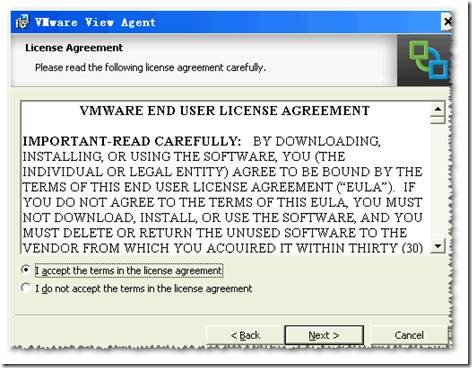 VMware View Agent
License Agreement
Please read the following license agreement carefully.
VMWARE END USER LICENSE AGREEMENT
IMPORTANT-READ CAREFULLY: BY DOWNLOADING,
INSTALLING, OR USING THE SOFTWARE, YOU (THE
INDIVIDUAL OR LEGAL ENTITY) AGREE TO BE BOUND BY THE
TERMS OF THIS END USER LICENSE AGREEMENT (“EULA”). IF
YOU DO NOT AGREE TO THE TERMS OF THIS EULA, YOU MUST
NOT DOWNLOAD, INSTALL, OR USE THE SOFTWARE, AND YOU
MUST DELETE OR RETURN THE UNUSED SOFTWARE TO THE
VENDOR FROM WHICH YOU ACQUIRED IT WITHIN THIRTY (30)
I accept the terms in the license agreement
I do not accept the terms in the license agreement
< Back Next > Cancel